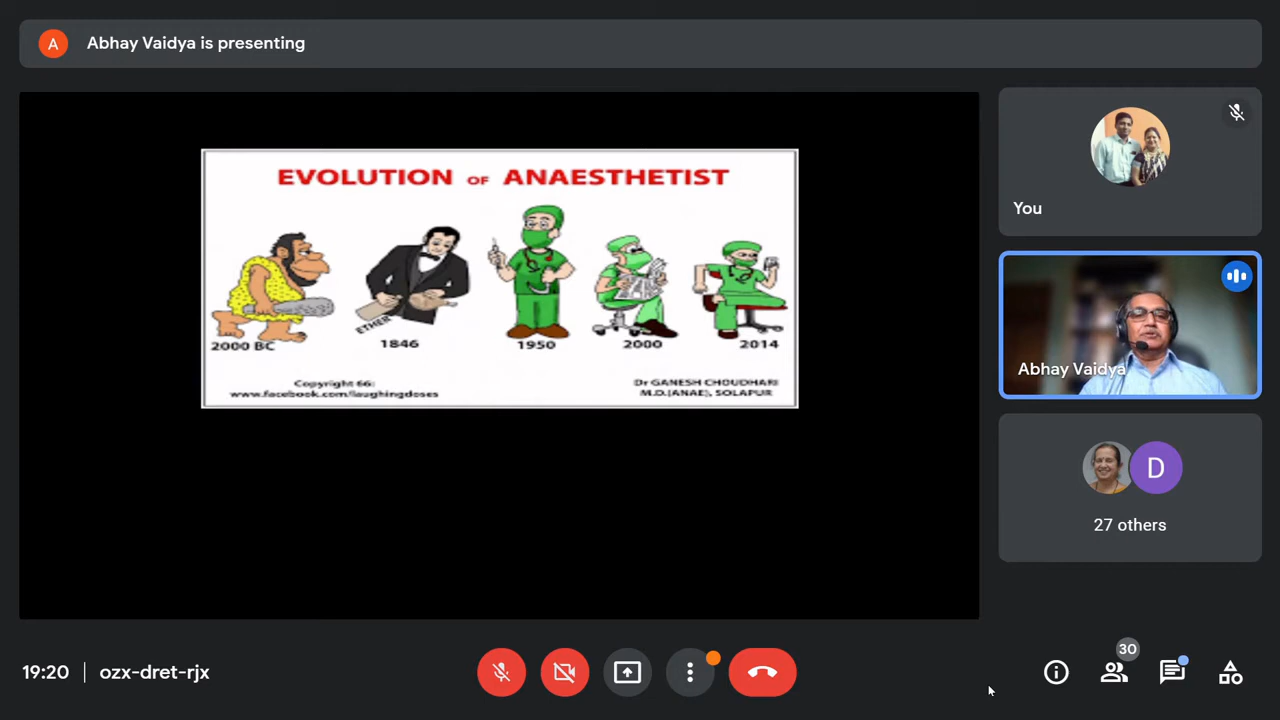 A
Abhay Vaidya is presenting
EVOLUTION OF ANAESTHETIST
ETHER
2000 BC
1846
1950
2000
2014
Copyright 66:
www.facebook.com/laughingdoses
Dr GANESH CHOUDHARI
M.D.(ANAE), SOLAPUR
You
Abhay Vaidya
D
27 others
19:20 | ozx-dret-rjx
30